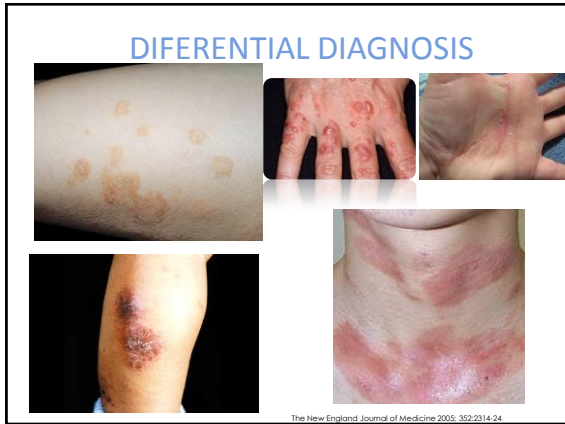 DIFERENTIAL DIAGNOSIS
The New England Journal of Medicine 2005; 352:2314-24